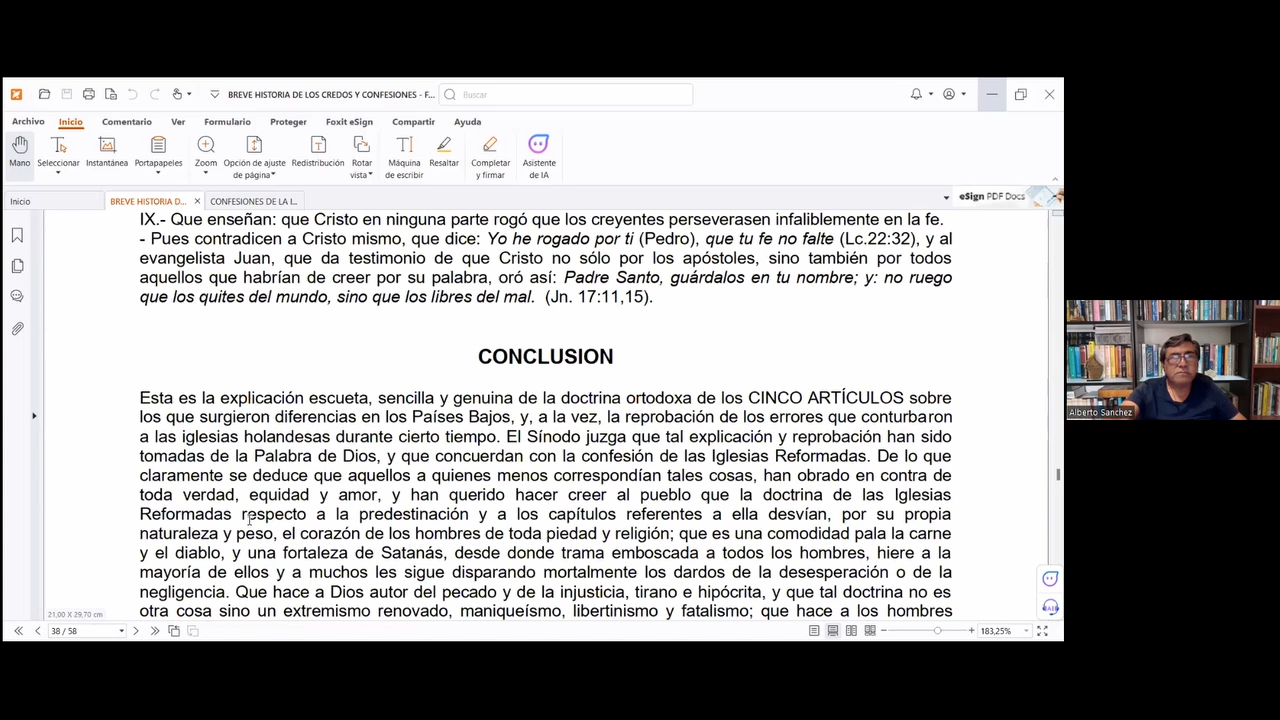 BREVE HISTORIA DE LOS CREDOS Y CONFESIONES - F...
Buscar
Archivo Inicio Comentario Ver Formulario Proteger Foxit eSign Compartir Ayuda
Mano Seleccionar Instantánea Portapapeles Zoom Opción de ajuste de página Redistribución Rotar vista Máquina de escribir Resaltar Completar y firmar Asistente de IA
Inicio BREVE HISTORIA D... CONFESIONES DE LA I... eSign PDF Docs
IX.- Que enseñan: que Cristo en ninguna parte rogó que los creyentes perseverasen infaliblemente en la fe.
- Pues contradicen a Cristo mismo, que dice: Yo he rogado por ti (Pedro), que tu fe no falte (Lc.22:32), y al
evangelista Juan, que da testimonio de que Cristo no sólo por los apóstoles, sino también por todos
aquellos que habrían de creer por su palabra, oró así: Padre Santo, guárdalos en tu nombre; y: no ruego
que los quites del mundo, sino que los libres del mal. (Jn. 17:11,15).
CONCLUSION
Esta es la explicación escueta, sencilla y genuina de la doctrina ortodoxa de los CINCO ARTÍCULOS sobre
los que surgieron diferencias en los Países Bajos, y, a la vez, la reprobación de los errores que conturbaron
a las iglesias holandesas durante cierto tiempo. El Sínodo juzga que tal explicación y reprobación han sido
tomadas de la Palabra de Dios, y que concuerdan con la confesión de las Iglesias Reformadas. De lo que
claramente se deduce que aquellos a quienes menos correspondían tales cosas, han obrado en contra de
toda verdad, equidad y amor, y han querido hacer creer al pueblo que la doctrina de las Iglesias
Reformadas respecto a la predestinación y a los capítulos referentes a ella desvían, por su propia
naturaleza y peso, el corazón de los hombres de toda piedad y religión; que es una comodidad pala la carne
y el diablo, y una fortaleza de Satanás, desde donde trama emboscada a todos los hombres, hiere a la
mayoría de ellos y a muchos les sigue disparando mortalmente los dardos de la desesperación o de la
negligencia. Que hace a Dios autor del pecado y de la injusticia, tirano e hipócrita, y que tal doctrina no es
otra cosa sino un extremismo renovado, maniqueísmo, libertinismo y fatalismo; que hace a los hombres
21,00 X 29,70 cm
38 / 58
183,25%
Alberto Sanchez